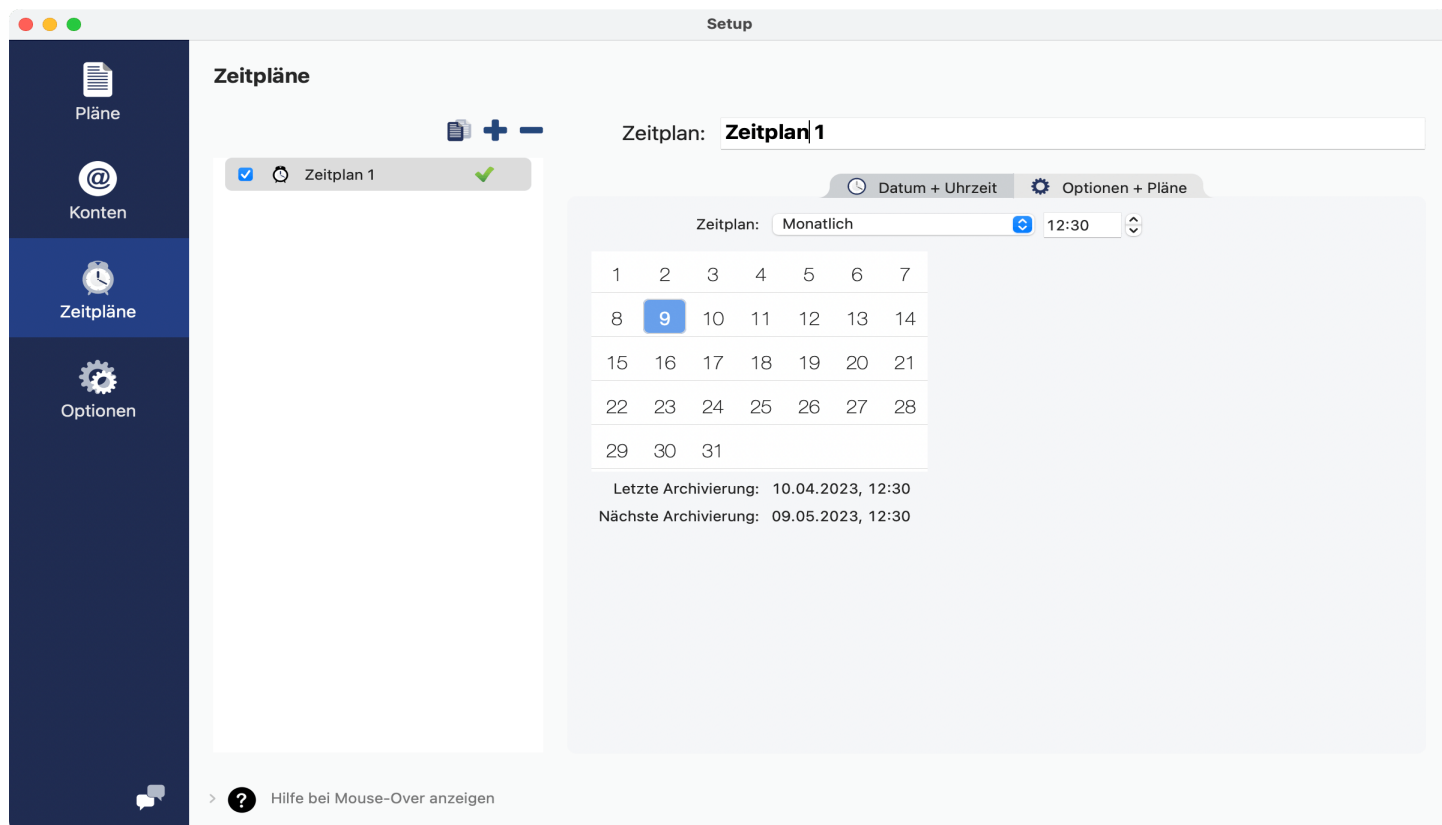 Setup
Pläne
@
Konten
Zeitpläne
Optionen
Zeitpläne
Zeitplan 1
Zeitplan: Zeitplan 1
Datum + Uhrzeit Optionen + Pläne
Zeitplan: Monatlich 12:30
1 2 3 4 5 6 7
8 9 10 11 12 13 14
15 16 17 18 19 20 21
22 23 24 25 26 27 28
29 30 31
Letzte Archivierung: 10.04.2023, 12:30
Nächste Archivierung: 09.05.2023, 12:30
? Hilfe bei Mouse-Over anzeigen